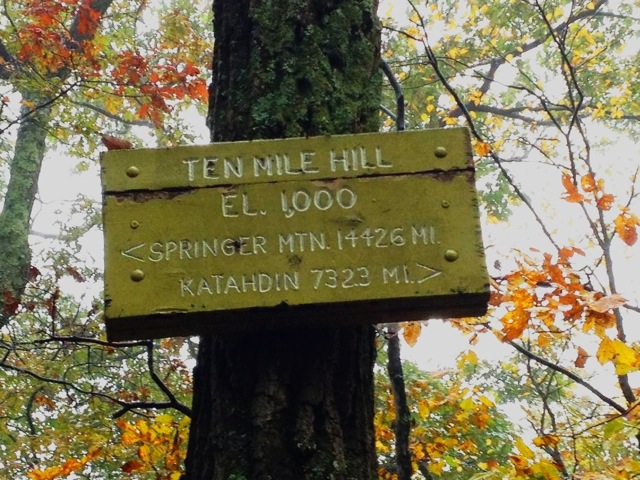 TEN MILE HILL
EL. 1,000
<SPRINGER MTN. 1442.6 MI.
KATAHDIN 732.3 MI.>